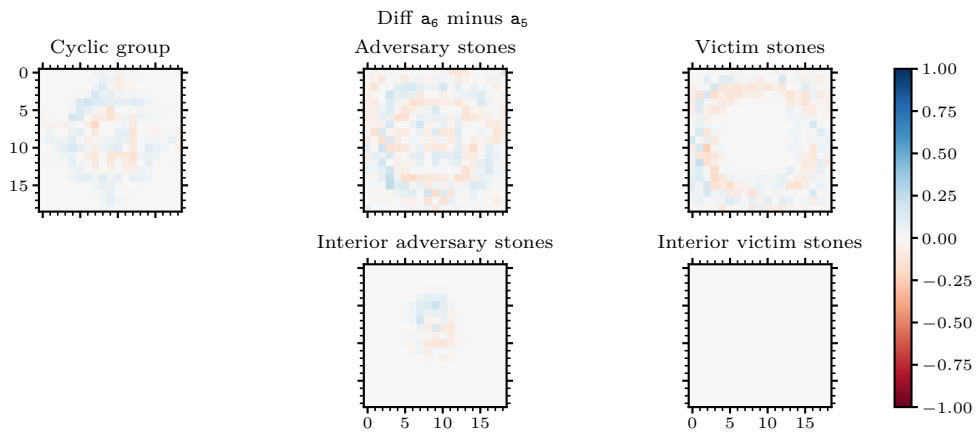 Diff a₆ minus a₅
Cyclic group
Adversary stones
Victim stones
0
5
10
15
1.00
0.75
0.50
0.25
0.00
−0.25
−0.50
−0.75
−1.00
Interior adversary stones
Interior victim stones
0 5 10 15
0 5 10 15